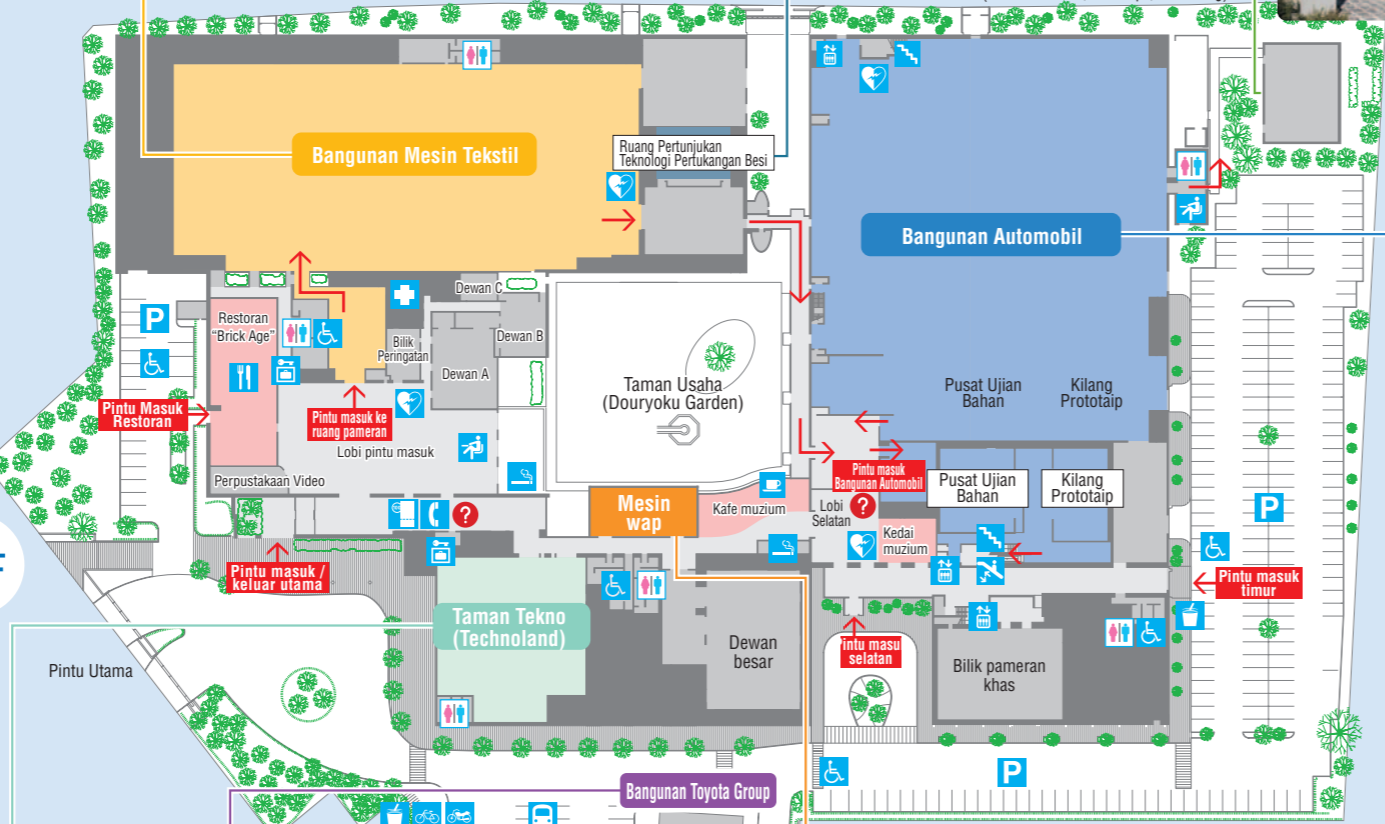 Bangunan Mesin Tekstil
Ruang Pertunjukan
Teknologi Pertukangan Besi
Bangunan Automobil
Dewan C
Restoran
"Brick Age"
Bilik
Peringatan
Dewan B
Dewan A
Taman Usaha
(Douryoku Garden)
Pusat Ujian
Bahan
Kilang
Prototaip
P
Pintu Masuk
Restoran
Pintu masuk ke
ruang pameran
Lobi pintu masuk
Perpustakaan Video
Pintu masuk
Bangunan Automobil
Pusat Ujian
Bahan
Kilang
Prototaip
Mesin
wap
Kafe muzium
Lobi
Selatan
?
?
Kedai
muzium
P
Pintu masuk /
keluar utama
Pintu masuk
timur
Taman Tekno
(Technoland)
Dewan
besar
Pintu masu
selatan
Bilik pameran
khas
Pintu Utama
P
Bangunan Toyota Group